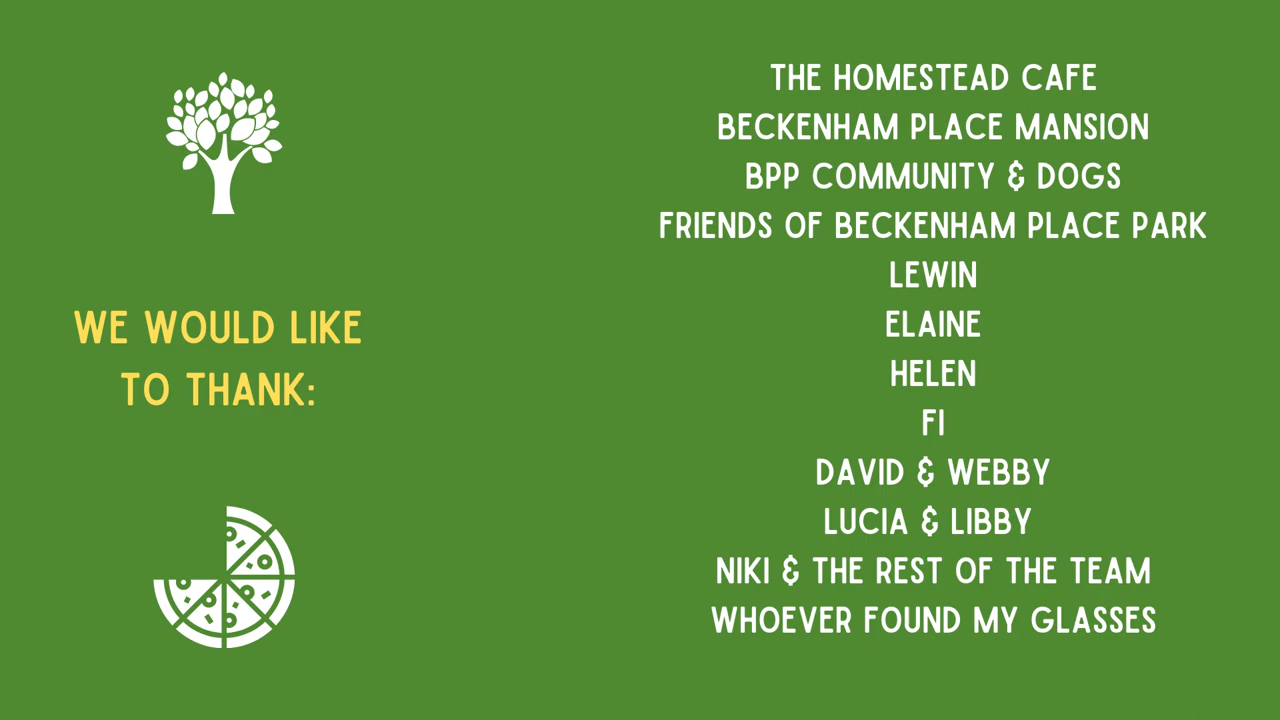 WE WOULD LIKE
TO THANK:
THE HOMESTEAD CAFE
BECKENHAM PLACE MANSION
BPP COMMUNITY & DOGS
FRIENDS OF BECKENHAM PLACE PARK
LEWIN
ELAINE
HELEN
FI
DAVID & WEBBY
LUCIA & LIBBY
NIKI & THE REST OF THE TEAM
WHOEVER FOUND MY GLASSES